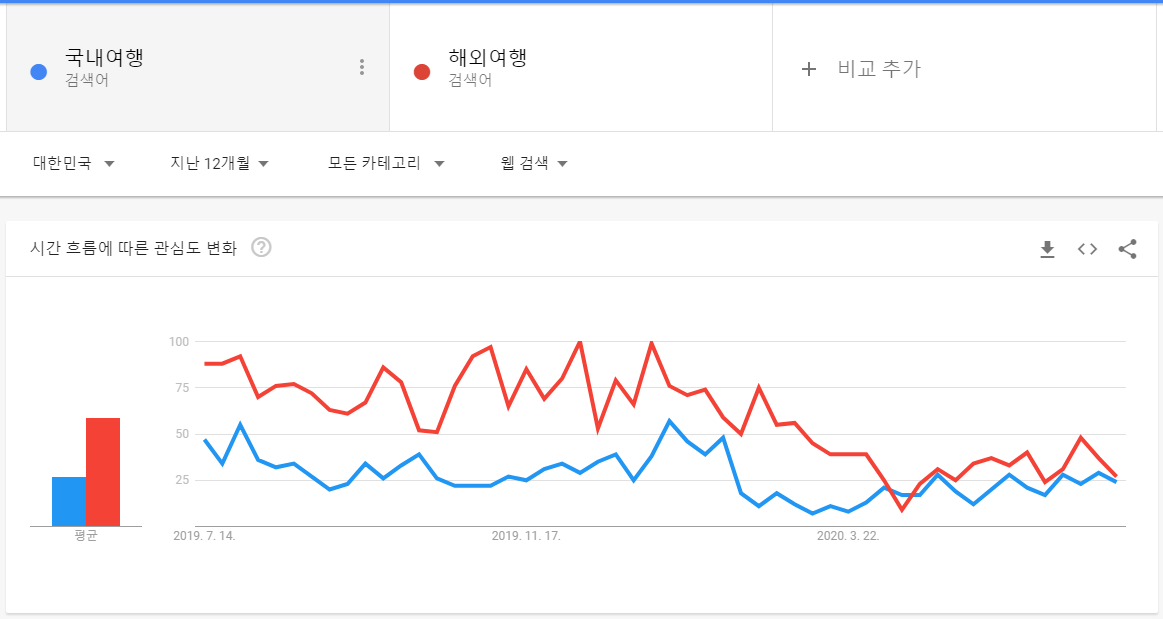 국내여행
검색어
해외여행
검색어
+ 비교 추가
대한민국
지난 12개월
모든 카테고리
웹 검색
시간 흐름에 따른 관심도 변화
?
100
75
50
25
평균
2019. 7. 14.
2019. 11. 17.
2020. 3. 22.